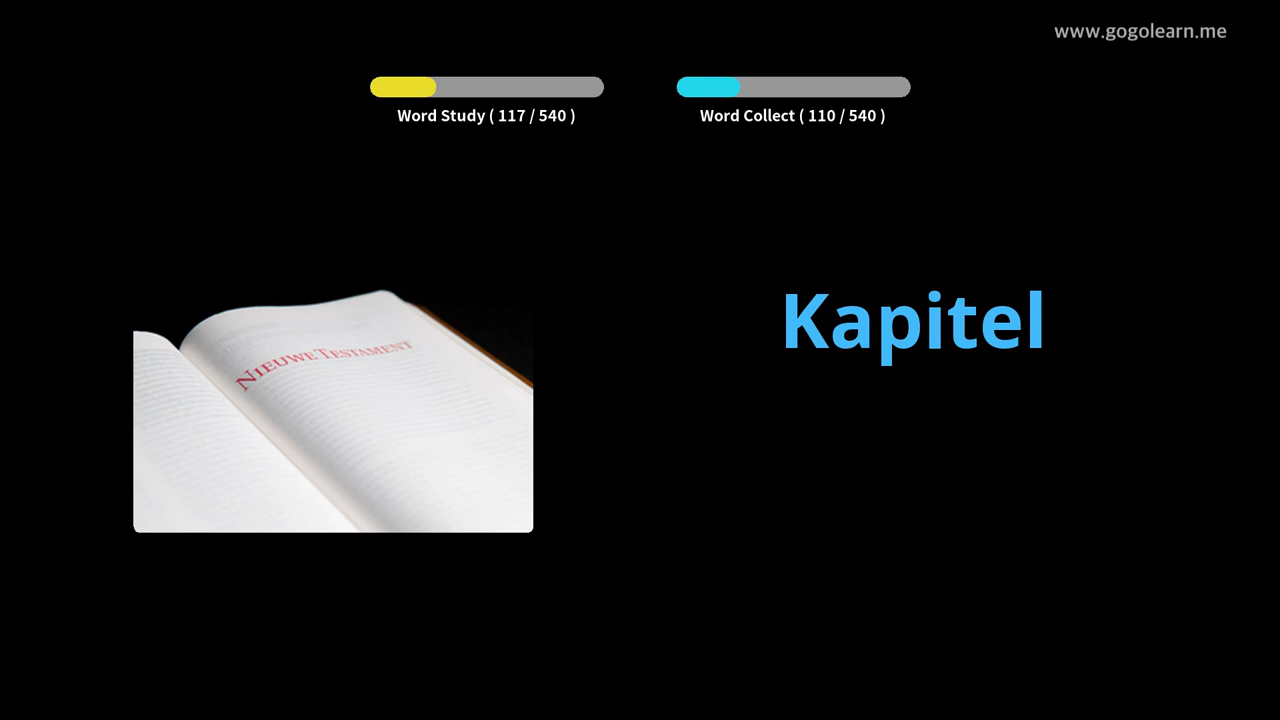 www.gogolearn.me
Word Study ( 117 / 540 )
Word Collect ( 110 / 540 )
NIEUWE TESTAMENT
Kapitel